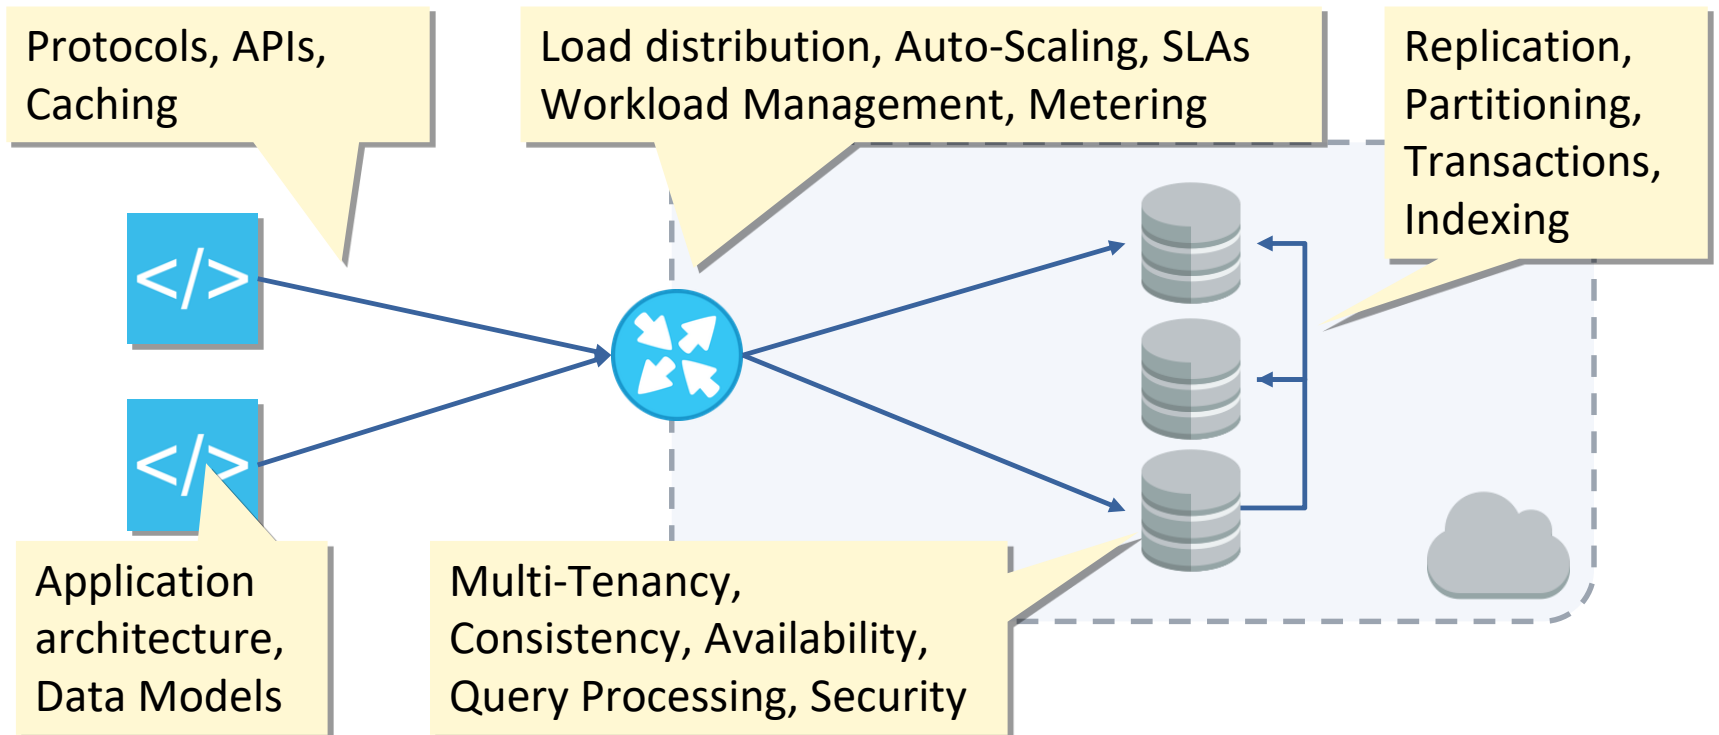 Protocols, APIs,
Caching
Load distribution, Auto-Scaling, SLAs
Workload Management, Metering
Replication,
Partitioning,
Transactions,
Indexing
</>
</>
Application
architecture,
Data Models
Multi-Tenancy,
Consistency, Availability,
Query Processing, Security